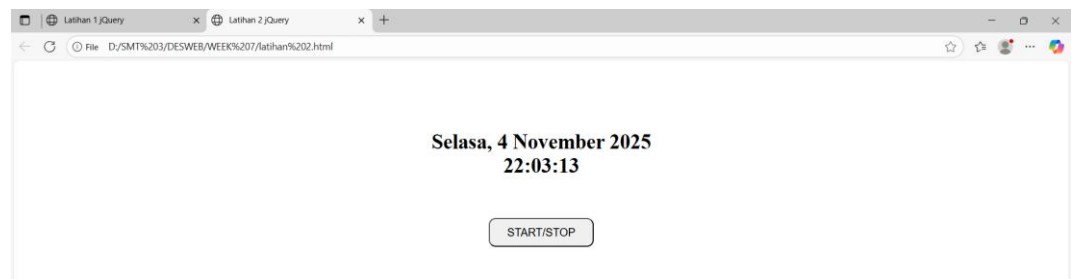 Latihan 1 jQuery
Latihan 2 jQuery
File D:/SMT%203/DESWEB/WEEK%207/latihan%202.html
Selasa, 4 November 2025
22:03:13
START/STOP